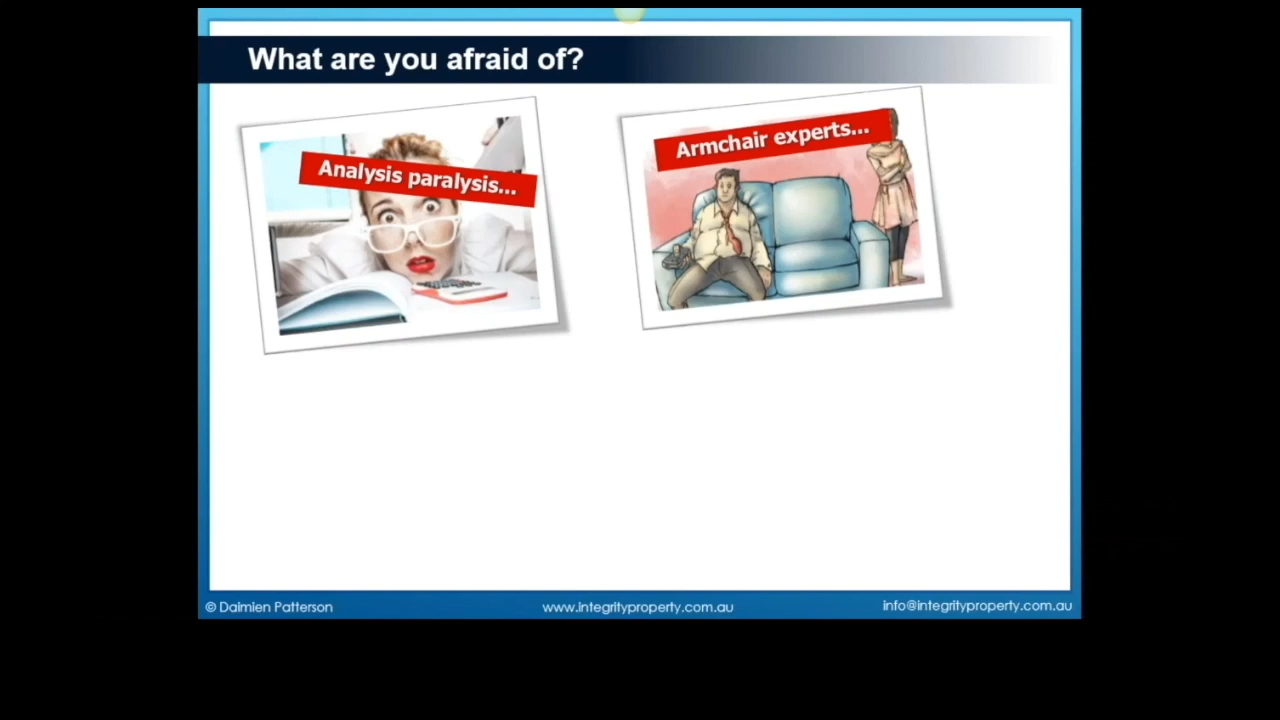 What are you afraid of?
Analysis paralysis...
Armchair experts...
© Daimien Patterson
www.integrityproperty.com.au
info@integrityproperty.com.au